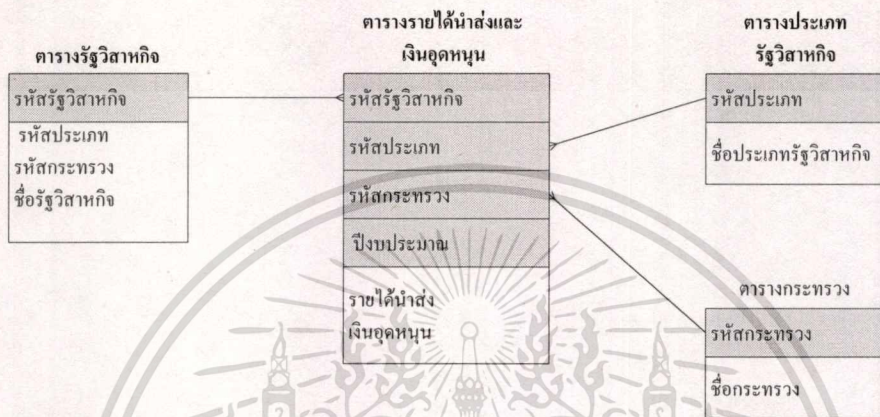 ตารางรัฐวิสาหกิจ
รหัสรัฐวิสาหกิจ
รหัสประเภท
รหัสกระทรวง
ชื่อรัฐวิสาหกิจ
ตารางรายได้นำส่งและ
เงินอุดหนุน
รหัสรัฐวิสาหกิจ
รหัสประเภท
รหัสกระทรวง
ปีงบประมาณ
รายได้นำส่ง
เงินอุดหนุน
ตารางประเภท
รัฐวิสาหกิจ
รหัสประเภท
ชื่อประเภทรัฐวิสาหกิจ
ตารางกระทรวง
รหัสกระทรวง
ชื่อกระทรวง